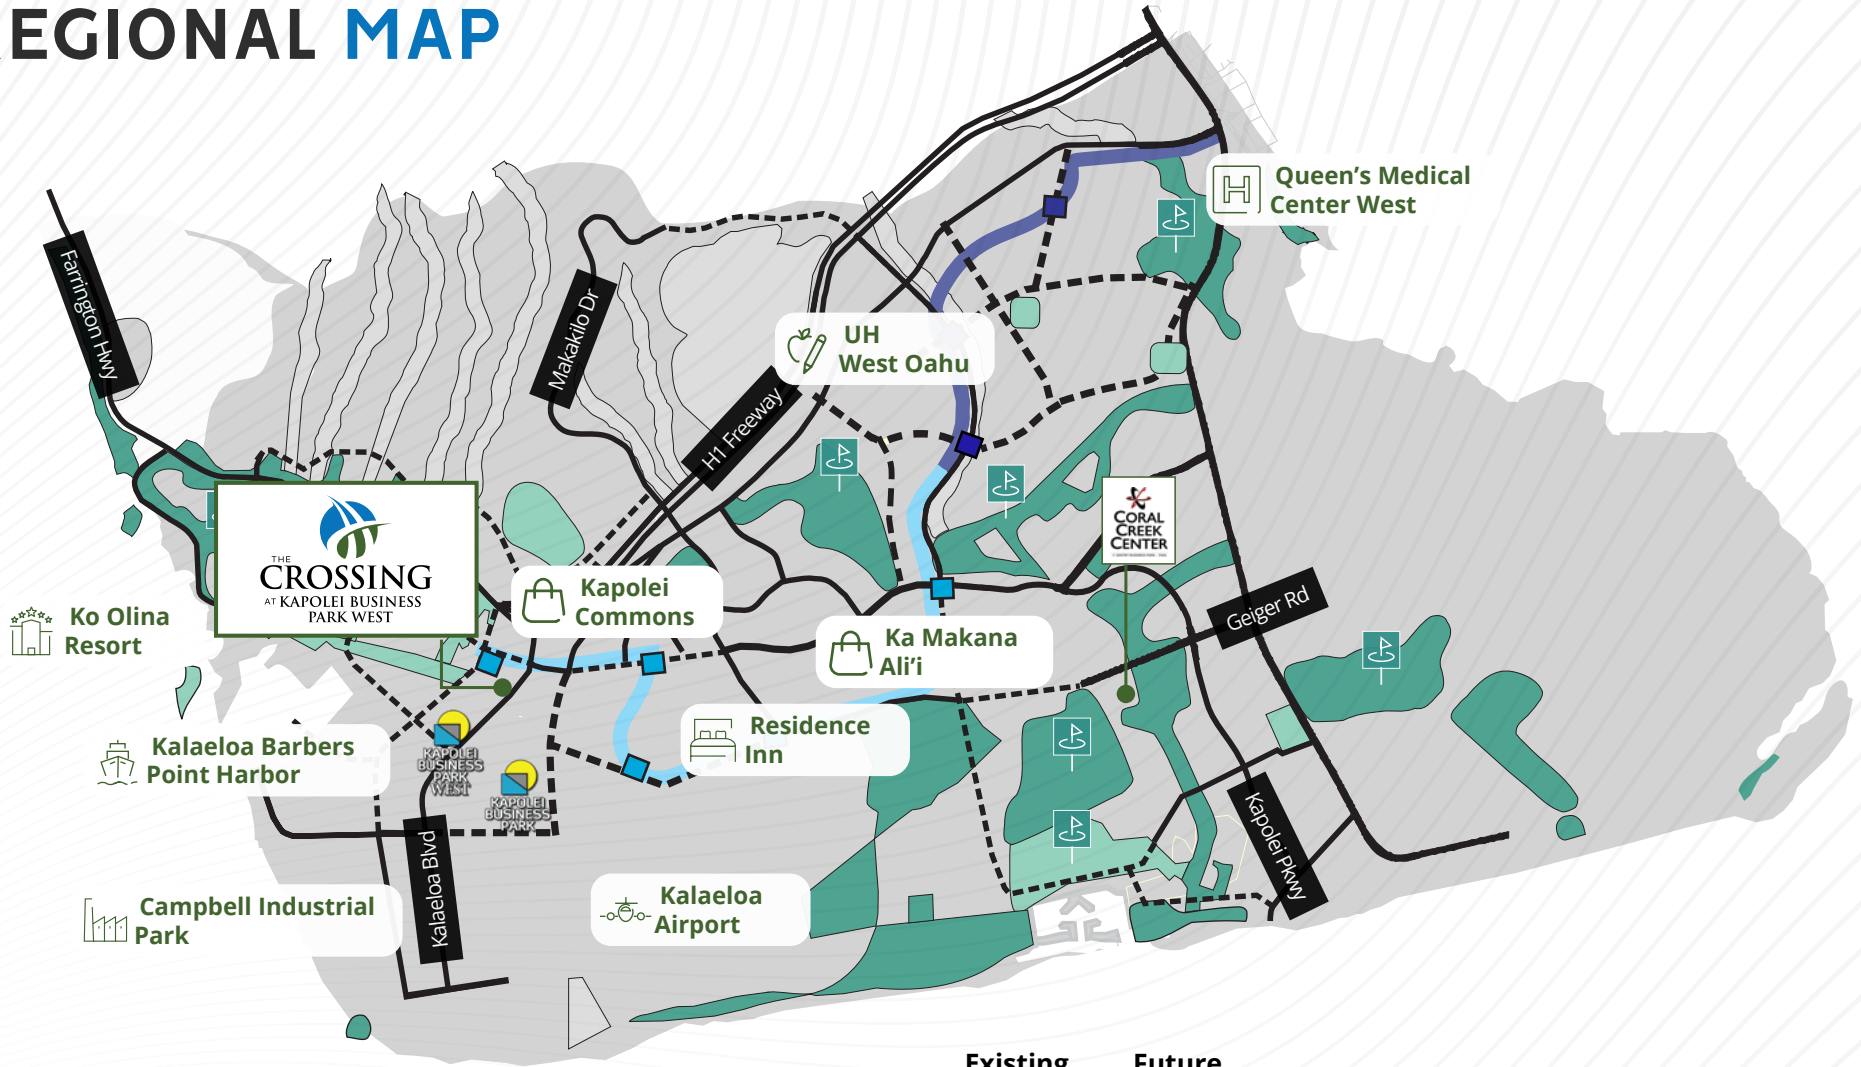 EGIONAL MAP
Queen's Medical
Center West
Farrington Hwy
Makakilo Dr
UH
West Oahu
H1 Freeway
CORAL
CREEK
CENTER
THE
CROSSING
AT KAPOLEI BUSINESS
PARK WEST
Kapolei
Commons
Geiger Rd
Ko Olina
Resort
Ka Makana
Ali'i
Residence
Inn
Kalaeloa Barbers
Point Harbor
KAPOLEI
BUSINESS
PARK
WEST
KAPOLEI
BUSINESS
PARK
Kapolei Pkwy
Kalaeloa Blvd
Kalaeloa
Airport
Campbell Industrial
Park
Existing Future